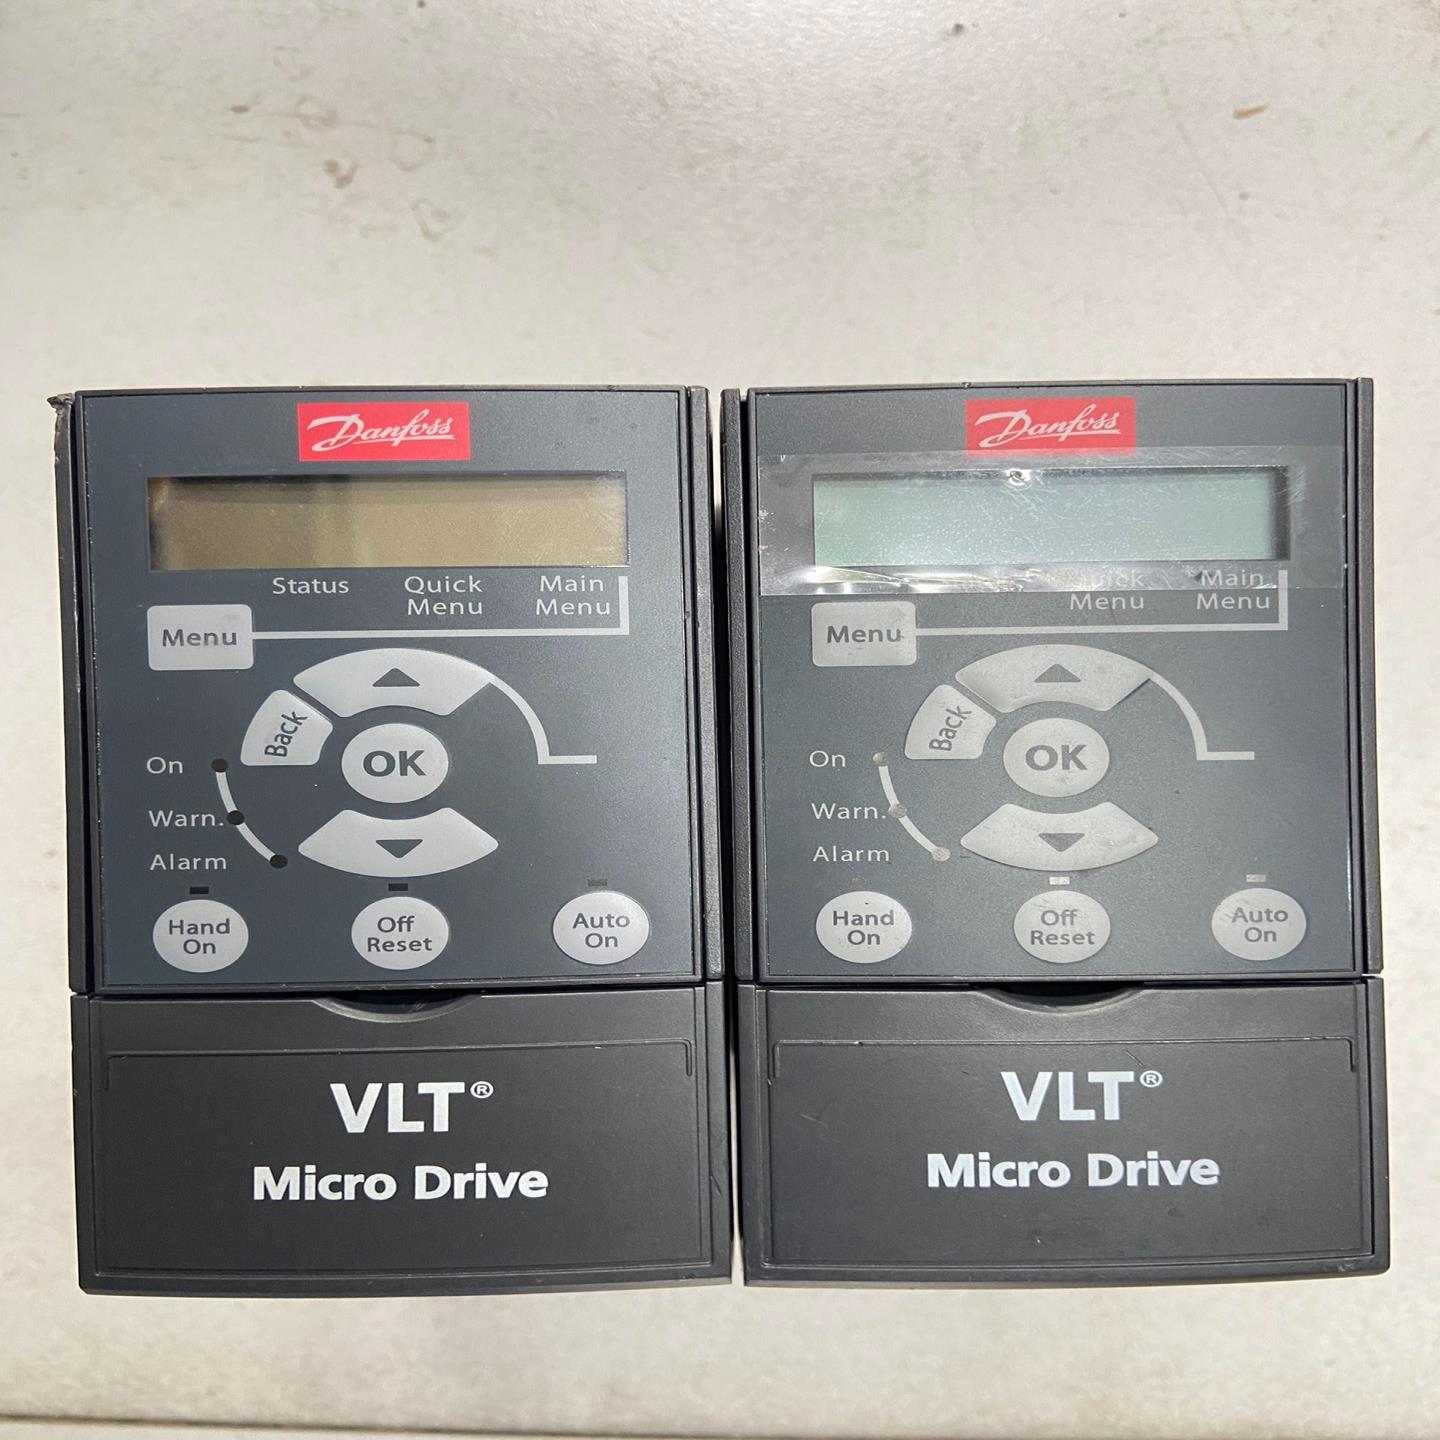 Danfoss
Status
Quick
Menu
Main
Menu
Menu
Back
OK
On
Warn.
Alarm
Hand
On
Off
Reset
Auto
On
VLT®
Micro Drive
Danfoss
Quick
Menu
Main
Menu
Menu
Back
OK
On
Warn.
Alarm
Hand
On
Off
Reset
Auto
On
VLT®
Micro Drive